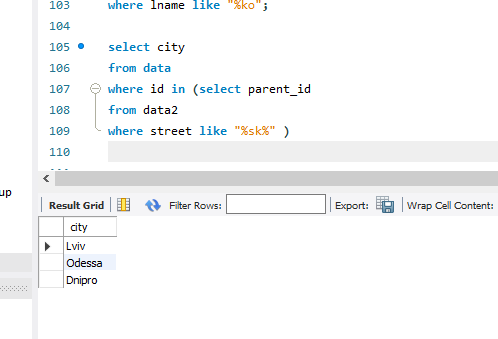 103 where lname like "%ko";
104
105 select city
106 from data
107 where id in (select parent_id
108 from data2
109 where street like "%sk%" )
110
up
Result Grid Filter Rows: Export: Wrap Cell Content:
city
Lviv
Odessa
Dnipro